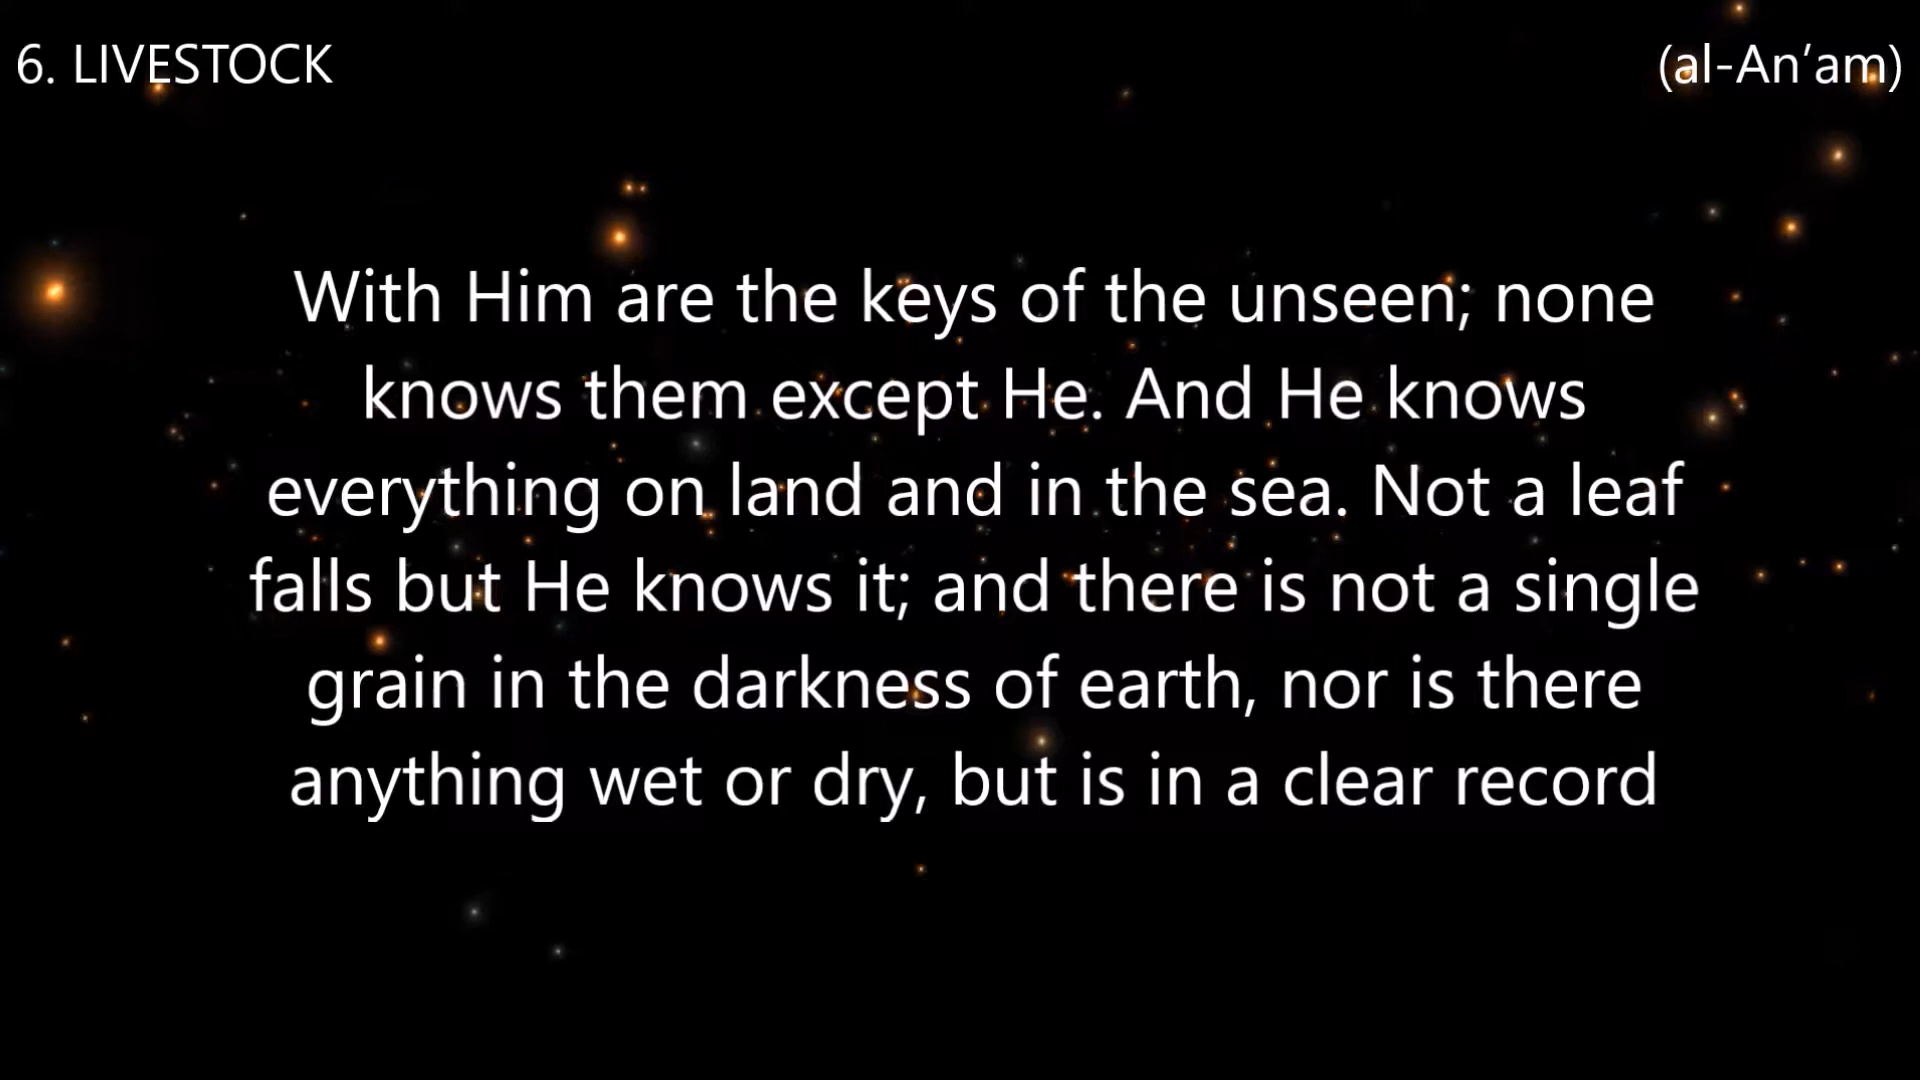 6. LIVESTOCK
(al-An’am)
With Him are the keys of the unseen; none
knows them except He. And He knows
everything on land and in the sea. Not a leaf
falls but He knows it; and there is not a single
grain in the darkness of earth, nor is there
anything wet or dry, but is in a clear record